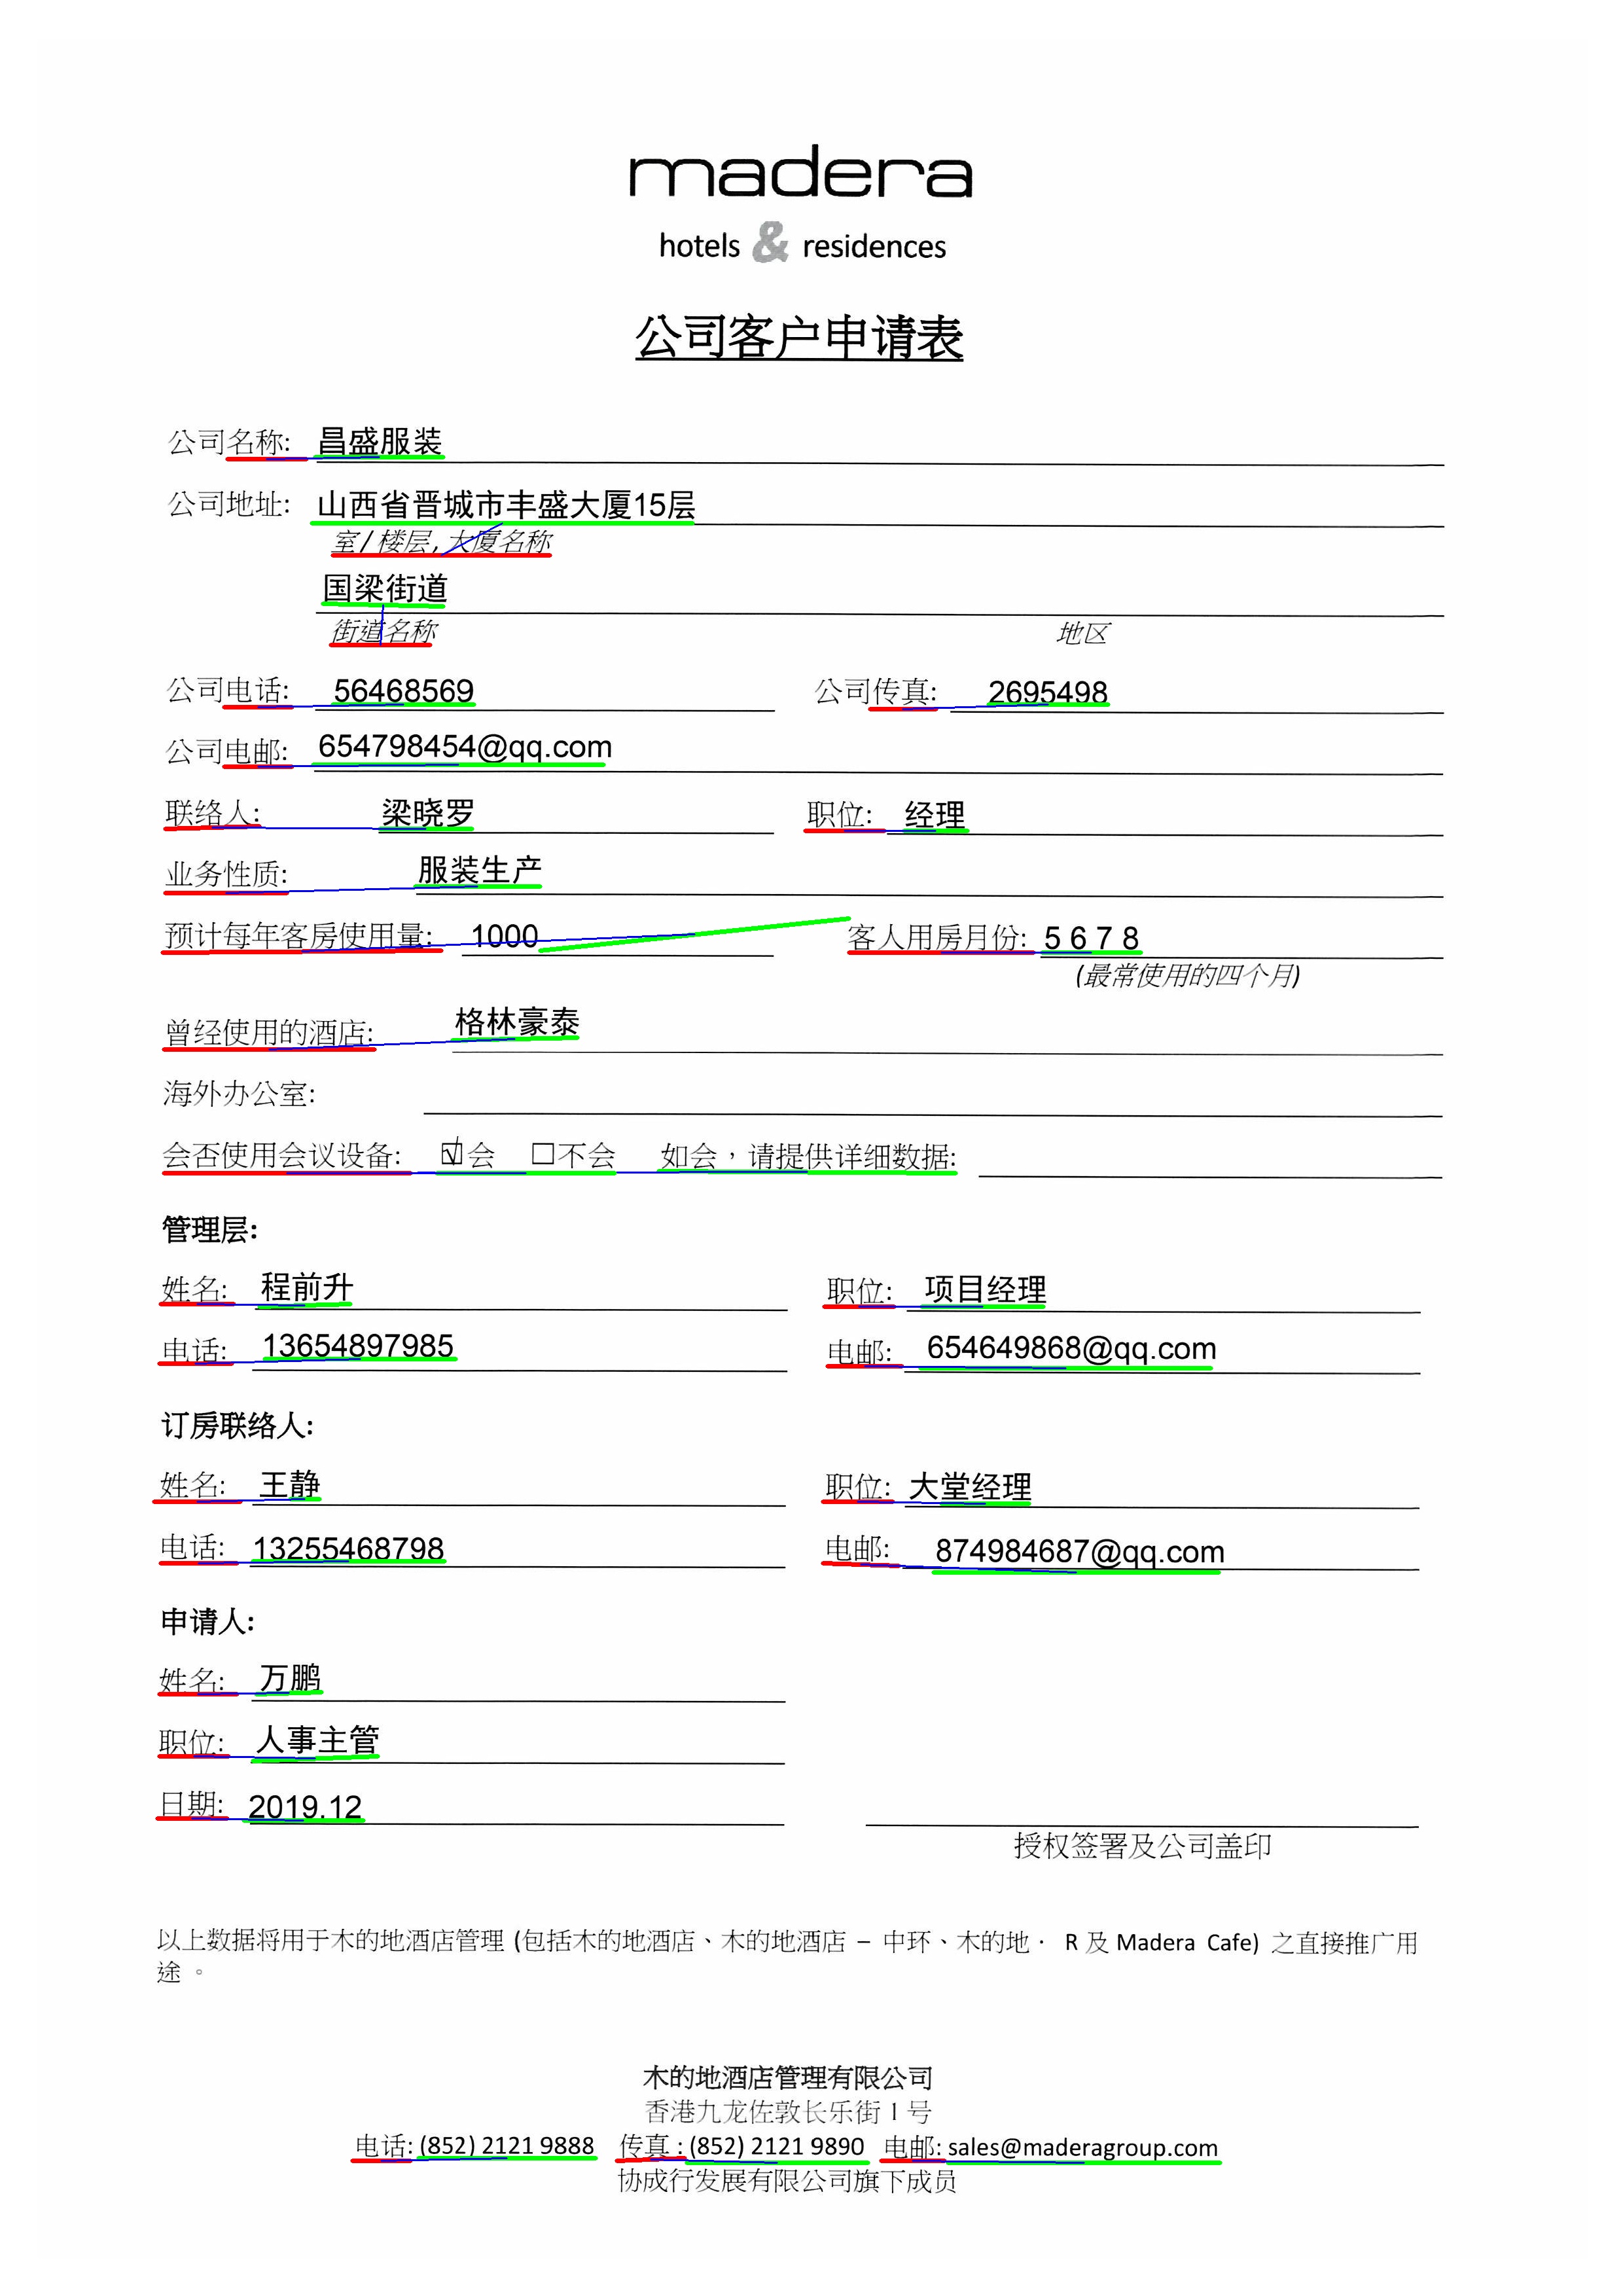 madera
hotels & residences
公司客户申请表
公司名称: 昌盛服装
公司地址: 山西省晋城市丰盛大厦15层
室/楼层,大厦名称
国梁街道
街道名称 地区
公司电话: 56468569 公司传真: 2695498
公司电邮: 654798454@qq.com
联络人: 梁晓罗 职位: 经理
业务性质: 服装生产
预计每年客房使用量: 1000 客人用房月份: 5 6 7 8
(最常使用的四个月)
曾经使用的酒店: 格林豪泰
海外办公室:
会否使用会议设备: ☑会 □不会 如会，请提供详细数据:
管理层:
姓名: 程前升 职位: 项目经理
电话: 13654897985 电邮: 654649868@qq.com
订房联络人:
姓名: 王静 职位: 大堂经理
电话: 13255468798 电邮: 874984687@qq.com
申请人:
姓名: 万鹏
职位: 人事主管
日期: 2019.12
授权签署及公司盖印
以上数据将用于木的地酒店管理 (包括木的地酒店、木的地酒店 – 中环、木的地· R 及 Madera Cafe) 之直接推广用
途。
木的地酒店管理有限公司
香港九龙佐敦长乐街 1 号
电话: (852) 2121 9888 传真 : (852) 2121 9890 电邮: sales@maderagroup.com
协成行发展有限公司旗下成员